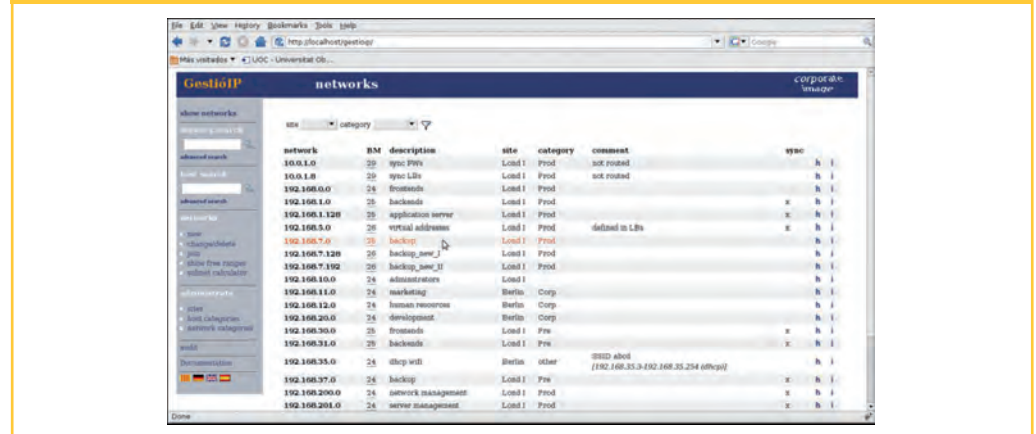 File Edit View History Bookmarks Tools Help
http://localhost/gestioip/
Google
Más visitados UOC - Universitat Ob...
GestióIP networks corporate image
show networks
network search
advanced search
host search
advanced search
networks
new
change/delete
join
show free ranges
subnet calculator
administrate
sites
host categories
network categories
audit
Documentation
site category
network BM description site category comment sync
10.0.1.0 29 sync FWs Lond I Prod not routed h i
10.0.1.8 29 sync LBs Lond I Prod not routed h i
192.168.0.0 24 frontends Lond I Prod h i
192.168.1.0 25 backends Lond I Prod x h i
192.168.1.128 25 application server Lond I Prod x h i
192.168.5.0 26 virtual addresses Lond I Prod defined in LBs x h i
192.168.7.0 25 backup Lond I Prod h i
192.168.7.128 26 backup_new_I Lond I Prod h i
192.168.7.192 26 backup_new_II Lond I Prod h i
192.168.10.0 24 administrators Lond I h i
192.168.11.0 24 marketing Berlin Corp h i
192.168.12.0 24 human resources Berlin Corp h i
192.168.20.0 24 development Berlin Corp h i
192.168.30.0 25 frontends Lond I Pre x h i
192.168.31.0 25 backends Lond I Pre x h i
192.168.35.0 24 dhcp wifi Berlin other h i
[192.168.35.3-192.168.35.254 (dhcp)]
192.168.37.0 24 backup Lond I Pre x h i
192.168.200.0 24 network management Lond I Prod x h i
192.168.201.0 24 server management Lond I Prod x h i
Done